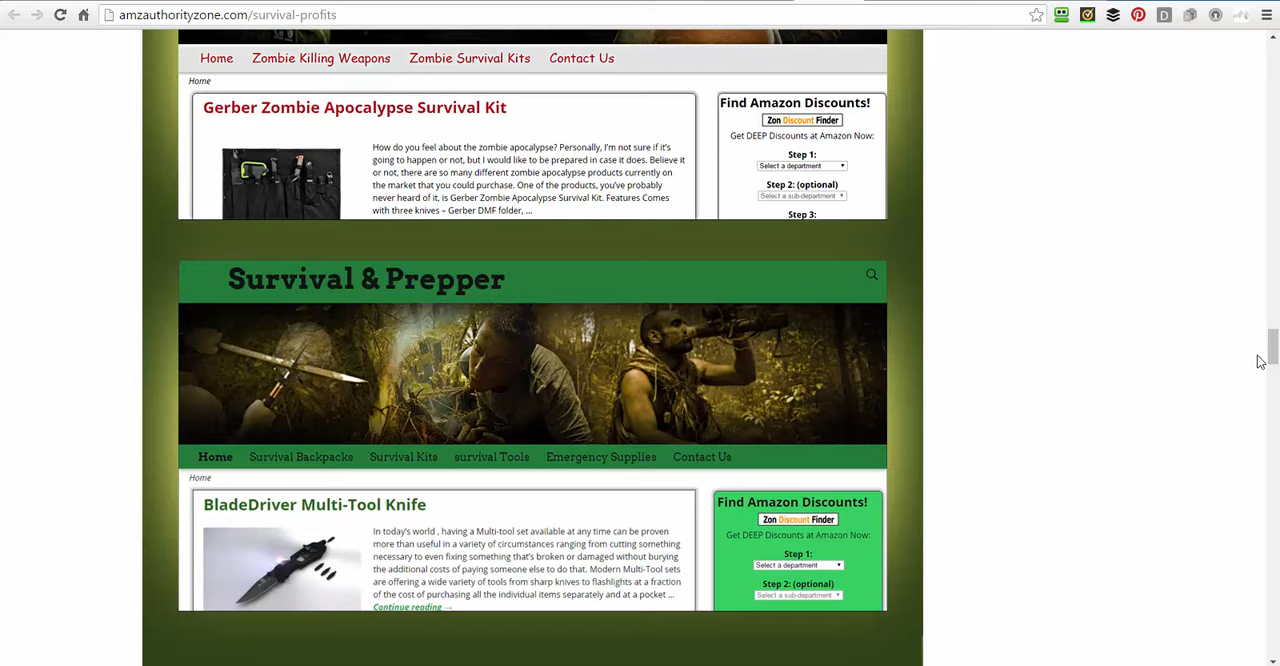 amzauthorityzone.com/survival-profits
Home Zombie Killing Weapons Zombie Survival Kits Contact Us
Home
Gerber Zombie Apocalypse Survival Kit
How do you feel about the zombie apocalypse? Personally, I'm not sure if it's
going to happen or not, but I would like to be prepared in case it does. Believe it
or not, there are so many different zombie apocalypse products currently on
the market that you could purchase. One of the products, you've probably
never heard of it, is Gerber Zombie Apocalypse Survival Kit. Features Comes
with three knives – Gerber DMF folder, ...
Find Amazon Discounts!
Zon Discount Finder
Get DEEP Discounts at Amazon Now:
Step 1:
Select a department
Step 2: (optional)
Select a sub-department
Step 3:
Survival & Prepper
Home Survival Backpacks Survival Kits survival Tools Emergency Supplies Contact Us
Home
BladeDriver Multi-Tool Knife
In today's world , having a Multi-tool set available at any time can be proven
more than useful in a variety of circumstances ranging from cutting something
necessary to even fixing something that's broken or damaged without burying
the additional costs of paying someone else to do that. Modern Multi-Tool sets
are offering a wide variety of tools from sharp knives to flashlights at a fraction
of the cost of purchasing all the individual items separately and at a pocket ...
Continue reading →
Find Amazon Discounts!
Zon Discount Finder
Get DEEP Discounts at Amazon Now:
Step 1:
Select a department
Step 2: (optional)
Select a sub-department